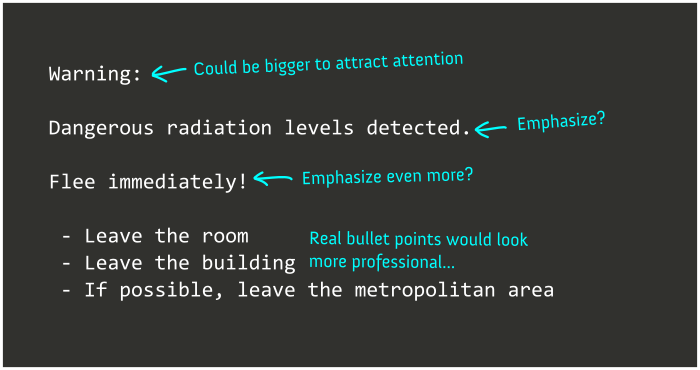 Warning:
Could be bigger to attract attention
Dangerous radiation levels detected.
Emphasize?
Flee immediately!
Emphasize even more?
- Leave the room
- Leave the building
- If possible, leave the metropolitan area
Real bullet points would look
more professional...